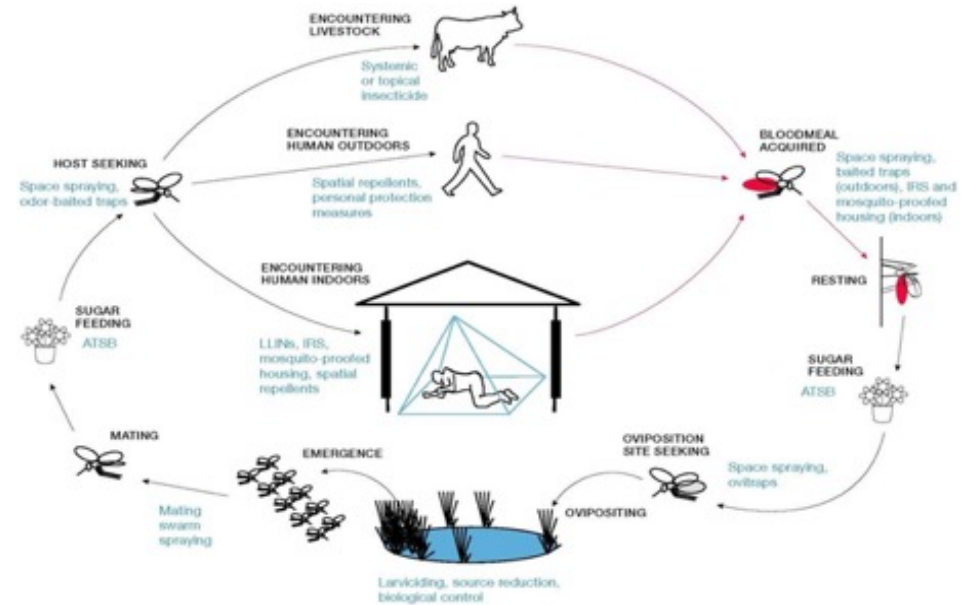 ENCOUNTERING
LIVESTOCK
Systemic
or topical
insecticide
ENCOUNTERING
HUMAN OUTDOORS
Spatial repellents,
personal protection
measures
HOST SEEKING
Space spraying,
odor-baited traps
BLOODMEAL
ACQUIRED
Space spraying,
baited traps
(outdoors), IRS and
mosquito-proofed
housing (indoors)
ENCOUNTERING
HUMAN INDOORS
LLINs, IRS,
mosquito-proofed
housing, spatial
repellents
RESTING
SUGAR
FEEDING
ATSB
SUGAR
FEEDING
ATSB
MATING
Mating
swarm
spraying
EMERGENCE
OVIPOSITION
SITE SEEKING
Space spraying,
ovitraps
OVIPOSITING
Larviciding, source reduction,
biological control